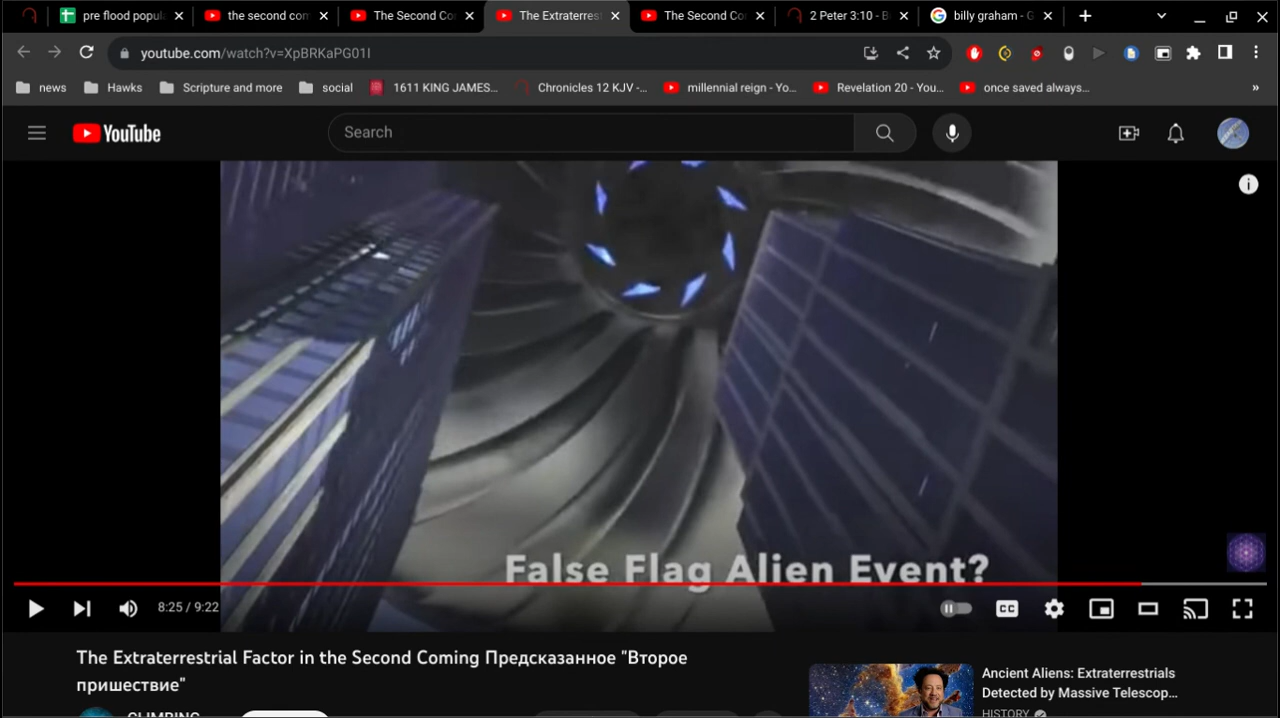 pre flood popul
the second com
The Second Co
The Extraterres
The Second Co
2 Peter 3:10 - B
billy graham - G
youtube.com/watch?v=XpBRKaPG01I
news
Hawks
Scripture and more
social
1611 KING JAMES...
Chronicles 12 KJV -...
millennial reign - Yo...
Revelation 20 - You...
once saved always...
»
YouTube
Search
False Flag Alien Event?
8:25 / 9:22
CC
The Extraterrestrial Factor in the Second Coming Предсказанное "Второе
пришествие"
Ancient Aliens: Extraterrestrials
Detected by Massive Telescop...
HISTORY
CLIMBING